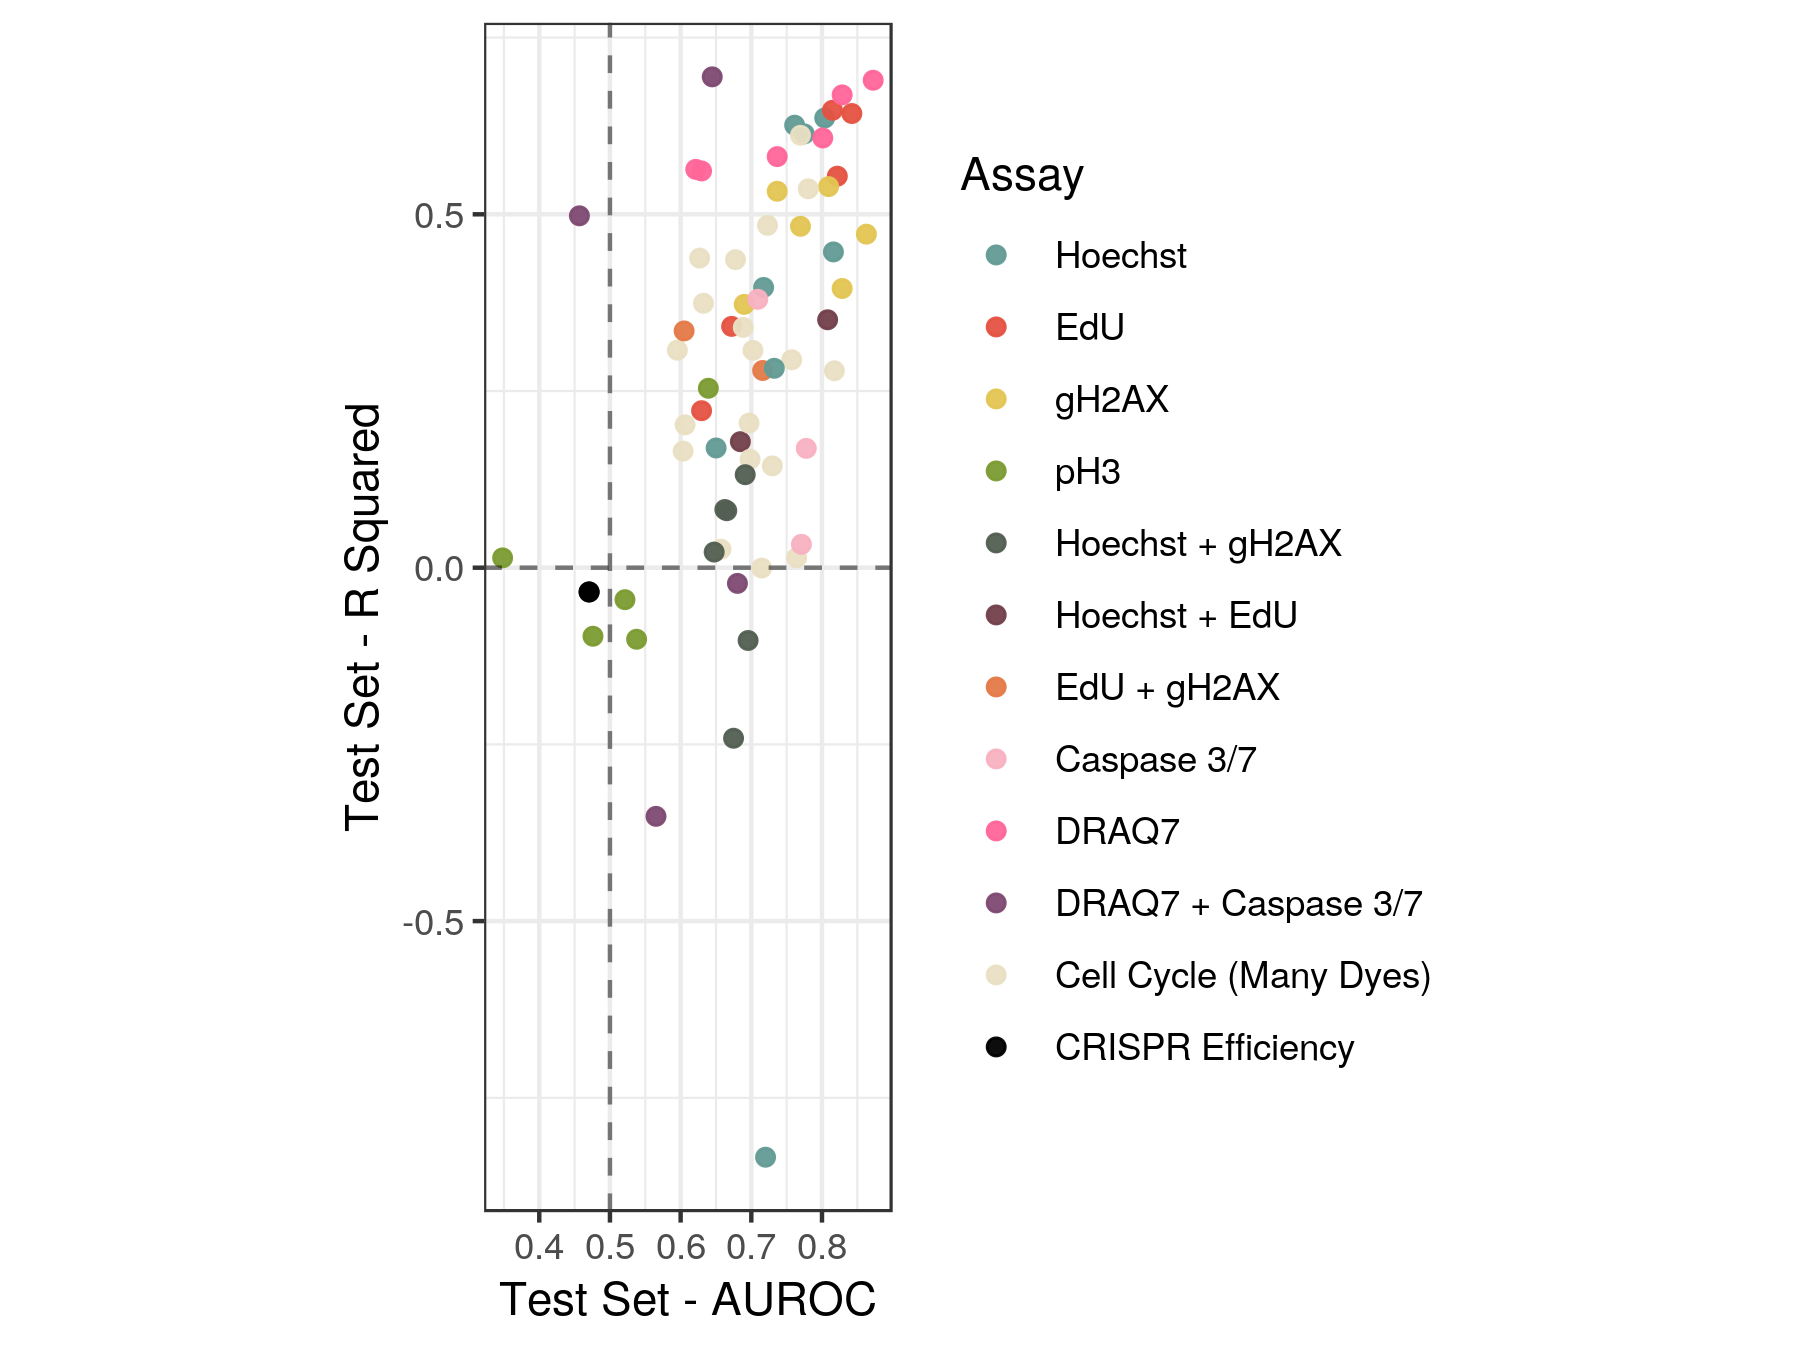 Test Set - R Squared
0.5
0.0
-0.5
0.4 0.5 0.6 0.7 0.8
Test Set - AUROC
Assay
Hoechst
EdU
gH2AX
pH3
Hoechst + gH2AX
Hoechst + EdU
EdU + gH2AX
Caspase 3/7
DRAQ7
DRAQ7 + Caspase 3/7
Cell Cycle (Many Dyes)
CRISPR Efficiency